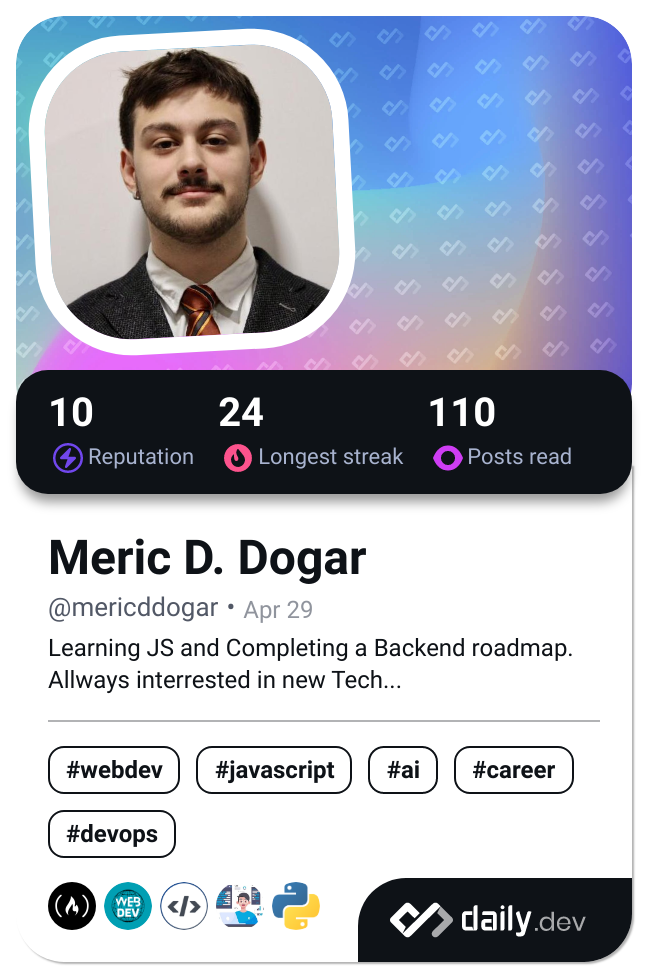 10 24 110
Reputation Longest streak Posts read
Meric D. Dogar
@mericddogar • Apr 29
Learning JS and Completing a Backend roadmap.
Allways interrested in new Tech...
#webdev #javascript #ai #career
#devops
WEB
DEV
daily.dev